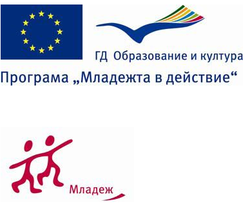 ГД Образование и култура
Програма „Младежта в действие“
Младеж